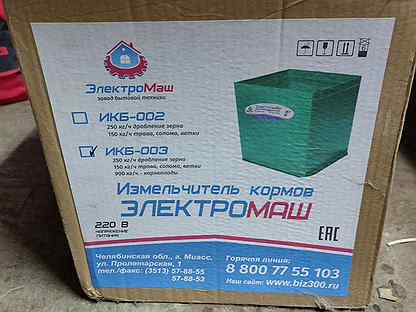 ЭлектроМаш
завод бытовой техники
ИКБ-002
250 кг/ч дробление зерна
150 кг/ч трава, солома, ветки
ИКБ-003
350 кг/ч дробление зерна
150 кг/ч трава, солома, ветки
900 кг/ч - корнеплоды
Измельчитель кормов
ЭЛЕКТРОМАШ
220 В
НАПРЯЖЕНИЕ
ПИТАНИЯ
ЕАС
Челябинская обл., г. Миасс,
ул. Пролетарская, 1
тел./факс: (3513) 57-88-55
57-88-53
Горячая линия:
8 800 77 55 103
Наш сайт: www.biz300.ru